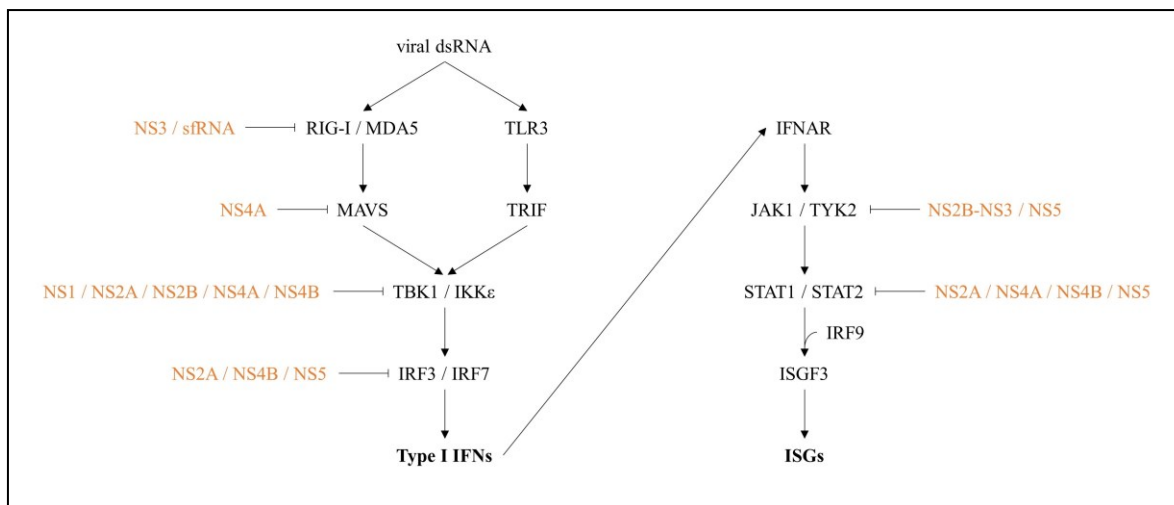 viral dsRNA
NS3 / sfRNA
RIG-I / MDA5
TLR3
NS4A
MAVS
TRIF
NS1 / NS2A / NS2B / NS4A / NS4B
TBK1 / IKKε
NS2A / NS4B / NS5
IRF3 / IRF7
Type I IFNs
IFNAR
JAK1 / TYK2
NS2B-NS3 / NS5
STAT1 / STAT2
NS2A / NS4A / NS4B / NS5
IRF9
ISGF3
ISGs